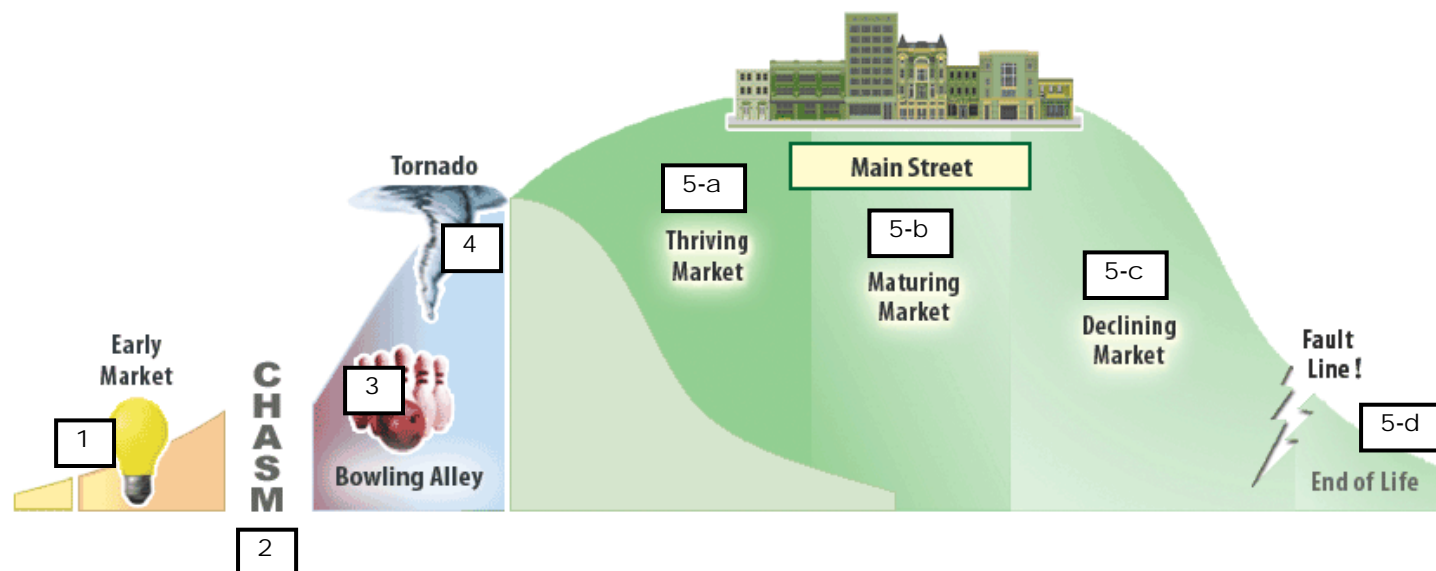 Early
Market
1
CHASM
2
Tornado
4
3
Bowling Alley
Main Street
5-a
Thriving
Market
5-b
Maturing
Market
5-c
Declining
Market
Fault
Line!
5-d
End of Life